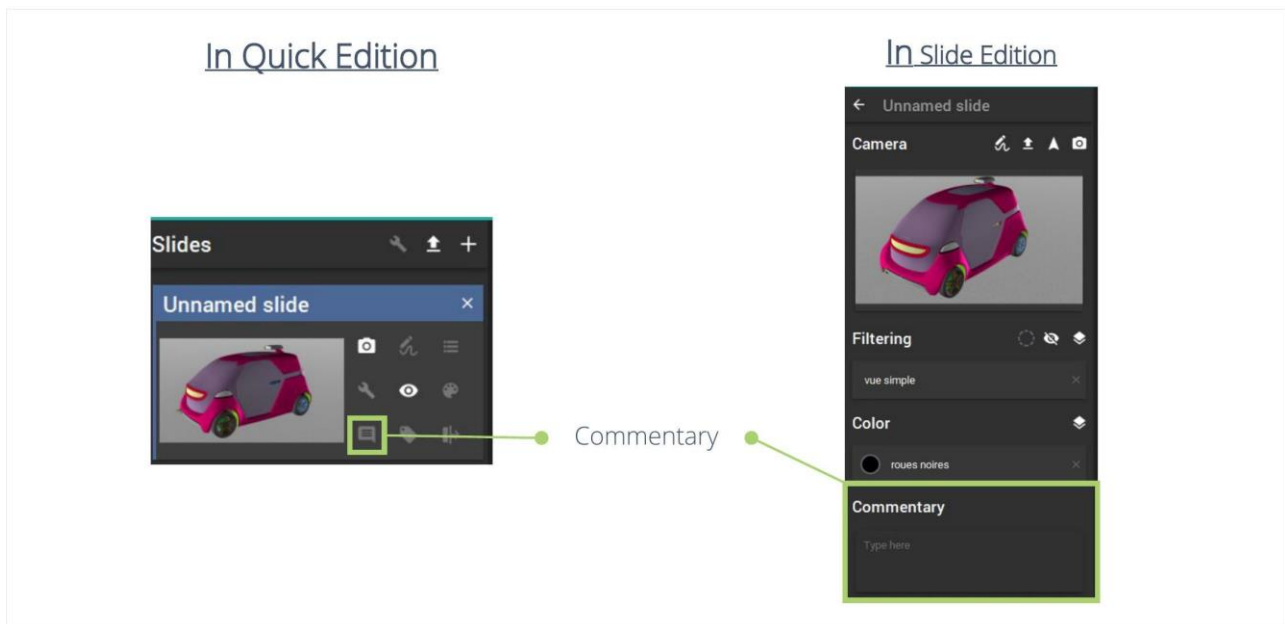 In Quick Edition
In Slide Edition
Unnamed slide
Camera
Slides
Unnamed slide
Filtering
vue simple
Color
roues noires
Commentary
Commentary
Type here